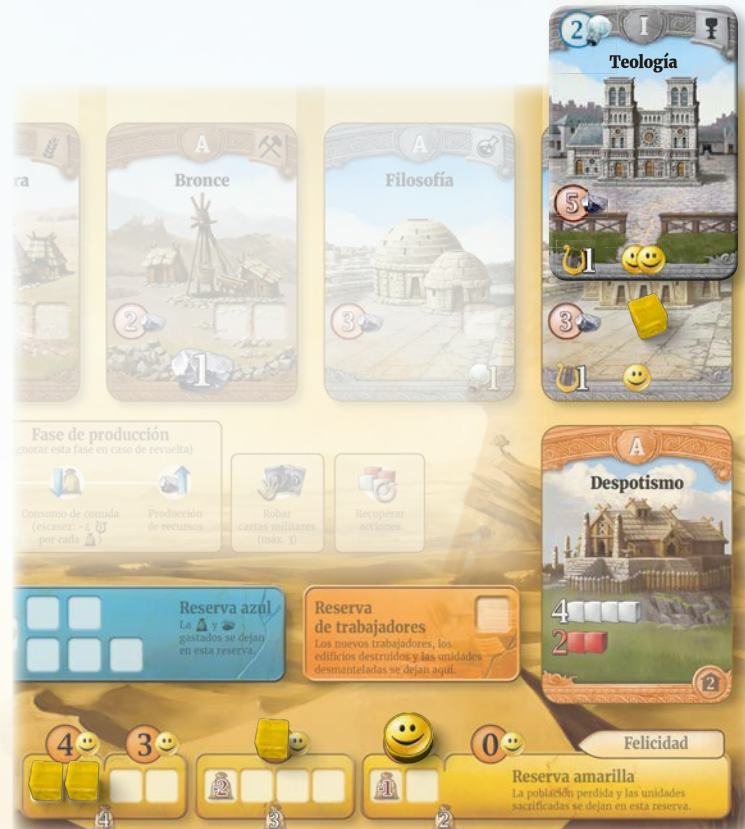 2
I
Teología
5
1
ra
A
Bronce
2
1
A
Filosofía
3
1
3
1
Fase de producción
gnorar esta fase en caso de revuelta)
Consumo de comida
(escasez: -4
por cada )
Producción
de recursos
Robar
cartas militares
(máx. 3)
Recuperar
acciones
A
Despotismo
4
2
2
Reserva azul
La y
gastados se dejan
en esta reserva.
Reserva
de trabajadores
Los nuevos trabajadores, los
edificios destruidos y las unidades
desmanteladas se dejan aquí.
4
3
0
Felicidad
-2
-1
Reserva amarilla
La población perdida y las unidades
sacrificadas se dejan en esta reserva.
4
3
2